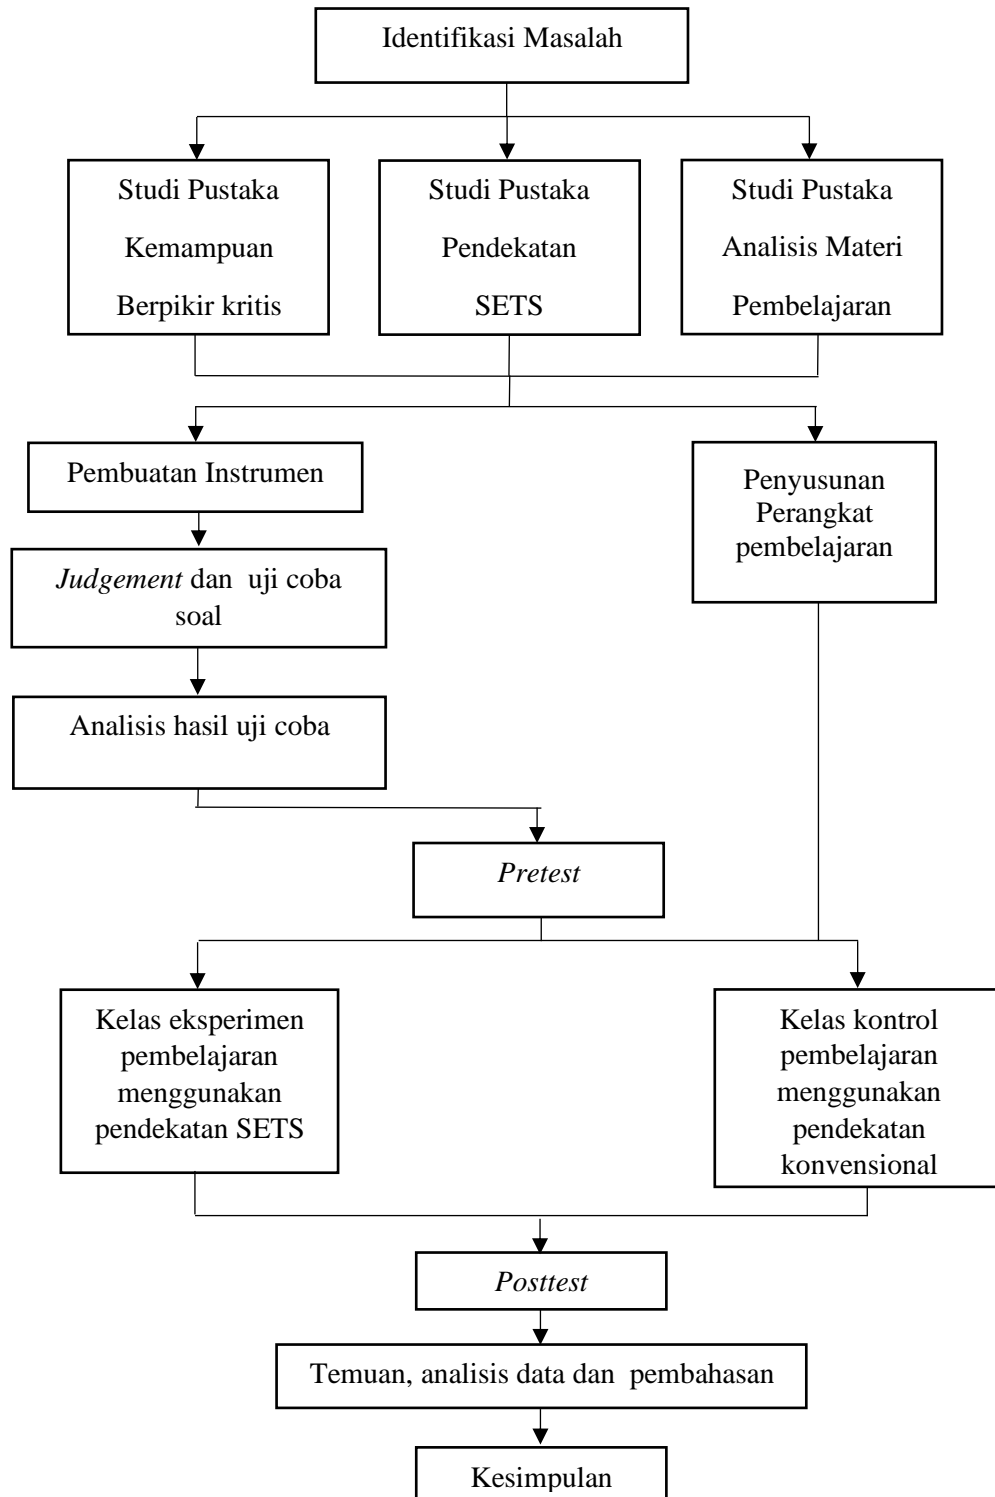 Identifikasi Masalah
Studi Pustaka
Kemampuan
Berpikir kritis
Studi Pustaka
Pendekatan
SETS
Studi Pustaka
Analisis Materi
Pembelajaran
Pembuatan Instrumen
Penyusunan
Perangkat
pembelajaran
Judgement dan  uji coba
soal
Analisis hasil uji coba
Pretest
Kelas eksperimen
pembelajaran
menggunakan
pendekatan SETS
Kelas kontrol
pembelajaran
menggunakan
pendekatan
konvensional
Posttest
Temuan, analisis data dan  pembahasan
Kesimpulan